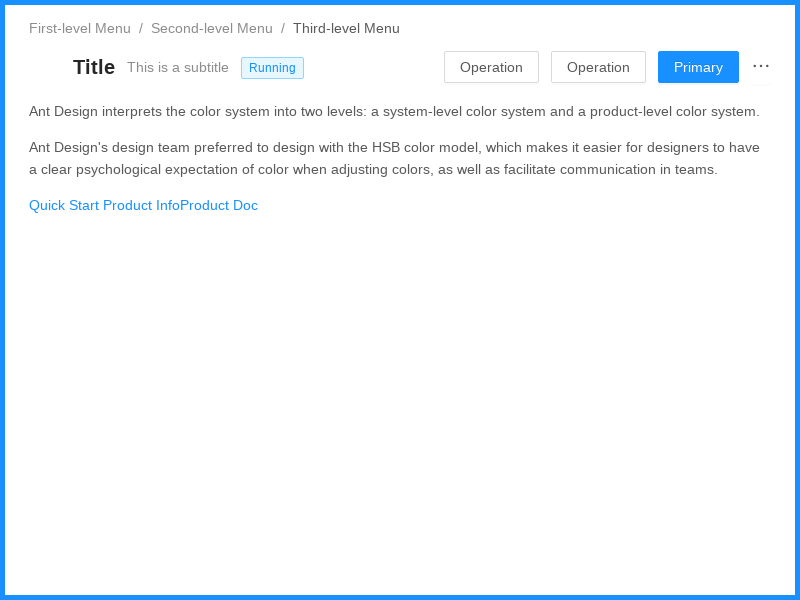 First-level Menu / Second-level Menu / Third-level Menu
Title This is a subtitle Running Operation Operation Primary ···
Ant Design interprets the color system into two levels: a system-level color system and a product-level color system.
Ant Design's design team preferred to design with the HSB color model, which makes it easier for designers to have
a clear psychological expectation of color when adjusting colors, as well as facilitate communication in teams.
Quick Start Product InfoProduct Doc